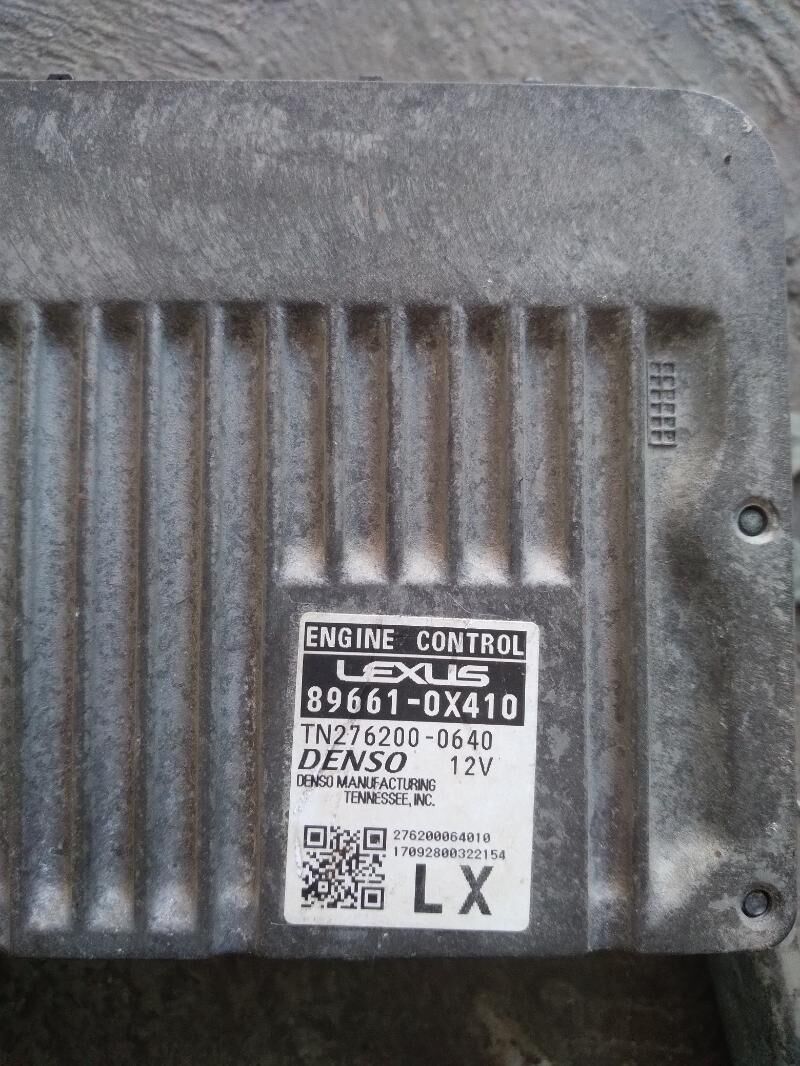 ENGINE CONTROL
LEXUS
89661-0X410
TN276200-0640
DENSO 12V
DENSO MANUFACTURING
TENNESSEE, INC.
276200064010
17092800322154
LX